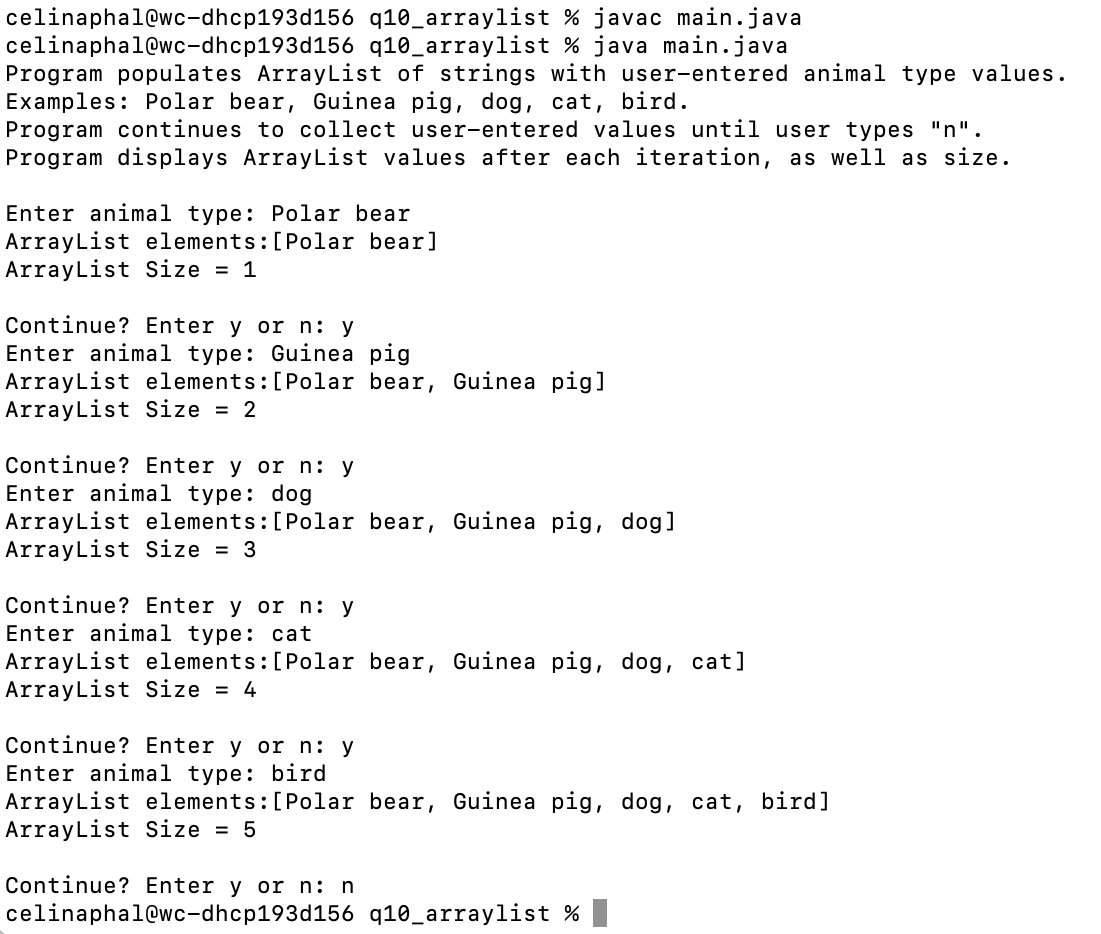 celinaphal@wc-dhcp193d156 q10_arraylist % javac main.java
celinaphal@wc-dhcp193d156 q10_arraylist % java main.java
Program populates ArrayList of strings with user-entered animal type values.
Examples: Polar bear, Guinea pig, dog, cat, bird.
Program continues to collect user-entered values until user types "n".
Program displays ArrayList values after each iteration, as well as size.
Enter animal type: Polar bear
ArrayList elements:[Polar bear]
ArrayList Size = 1
Continue? Enter y or n: y
Enter animal type: Guinea pig
ArrayList elements:[Polar bear, Guinea pig]
ArrayList Size = 2
Continue? Enter y or n: y
Enter animal type: dog
ArrayList elements:[Polar bear, Guinea pig, dog]
ArrayList Size = 3
Continue? Enter y or n: y
Enter animal type: cat
ArrayList elements:[Polar bear, Guinea pig, dog, cat]
ArrayList Size = 4
Continue? Enter y or n: y
Enter animal type: bird
ArrayList elements:[Polar bear, Guinea pig, dog, cat, bird]
ArrayList Size = 5
Continue? Enter y or n: n
celinaphal@wc-dhcp193d156 q10_arraylist %